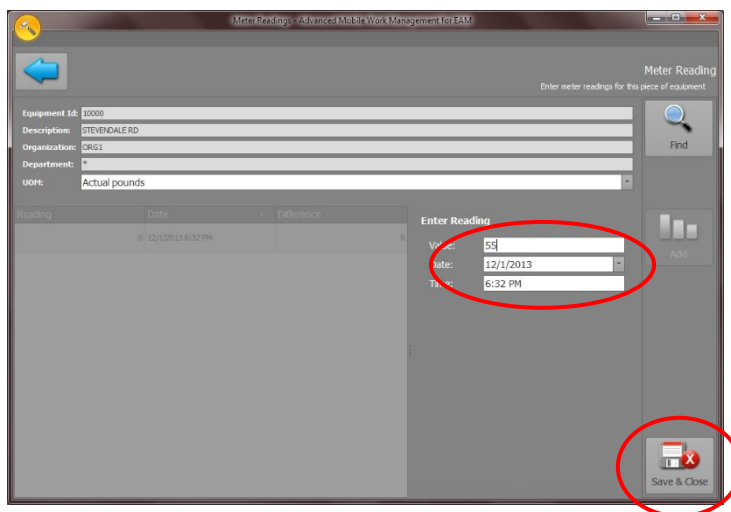 Meter Readings - Advanced Mobile Work Management for EAM
Meter Reading
Enter meter readings for this piece of equipment
Equipment Id: 10000
Description: STEVENDALE RD
Organization: ORG1
Department: *
UOM: Actual pounds
Find
Reading Date Difference
0 12/1/2013 6:32 PM 0
Enter Reading
Value: 55
Date: 12/1/2013
Time: 6:32 PM
Add
Save & Close